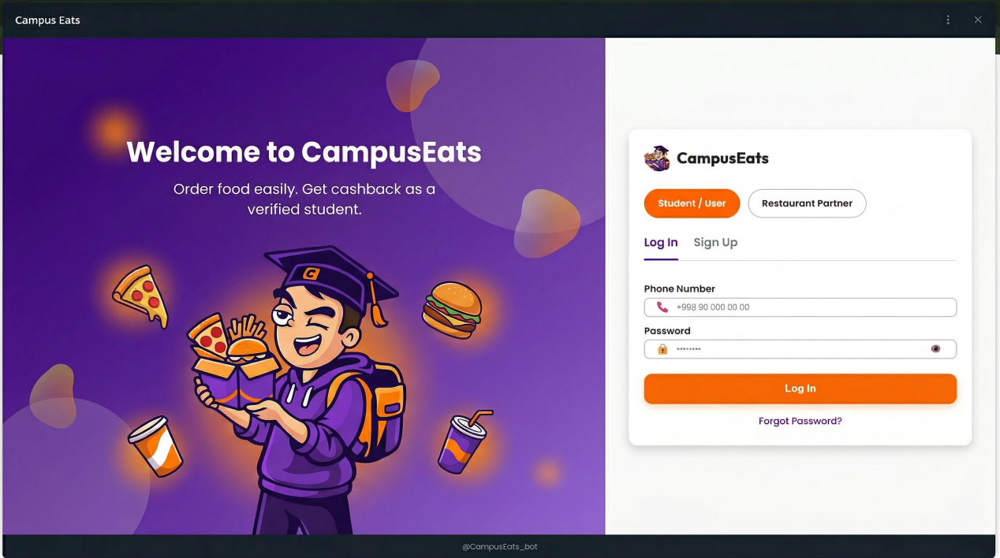 Campus Eats
Welcome to CampusEats
Order food easily. Get cashback as a
verified student.
C
CampusEats
Student / User
Restaurant Partner
Log In
Sign Up
Phone Number
+998 90 000 00 00
Password
••••••••
Log In
Forgot Password?
@CampusEats_bot